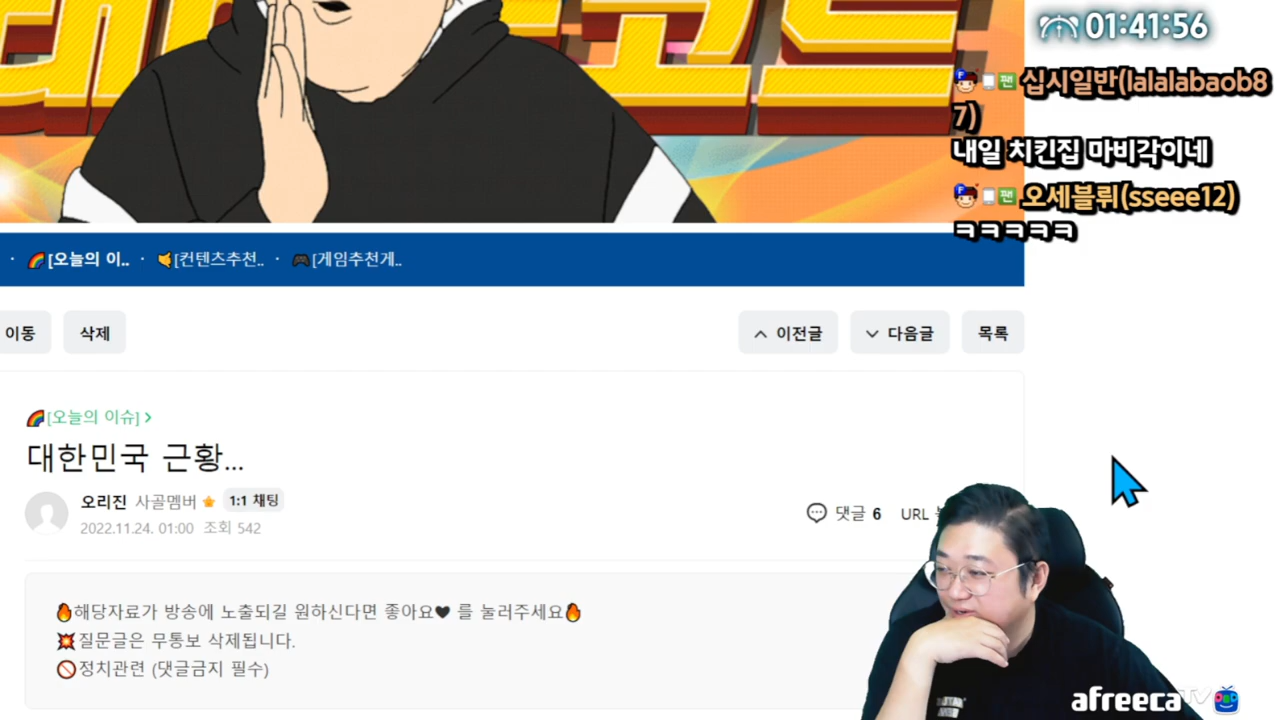 01:41:56
십시일반(lalalabaob8
7)
내일 치킨집 마비각이네
오세블뤼(sseee12)
ㅋㅋㅋㅋㅋ
· [오늘의 이.. · [컨텐츠추천.. · [게임추천게..
이동 삭제 이전글 다음글 목록
[오늘의 이슈] >
대한민국 근황...
오리진 사골멤버 1:1 채팅
2022.11.24. 01:00 조회 542
댓글 6 URL
해당자료가 방송에 노출되길 원하신다면 좋아요🖤 를 눌러주세요
질문글은 무통보 삭제됩니다.
정치관련 (댓글금지 필수)
afreecaTV